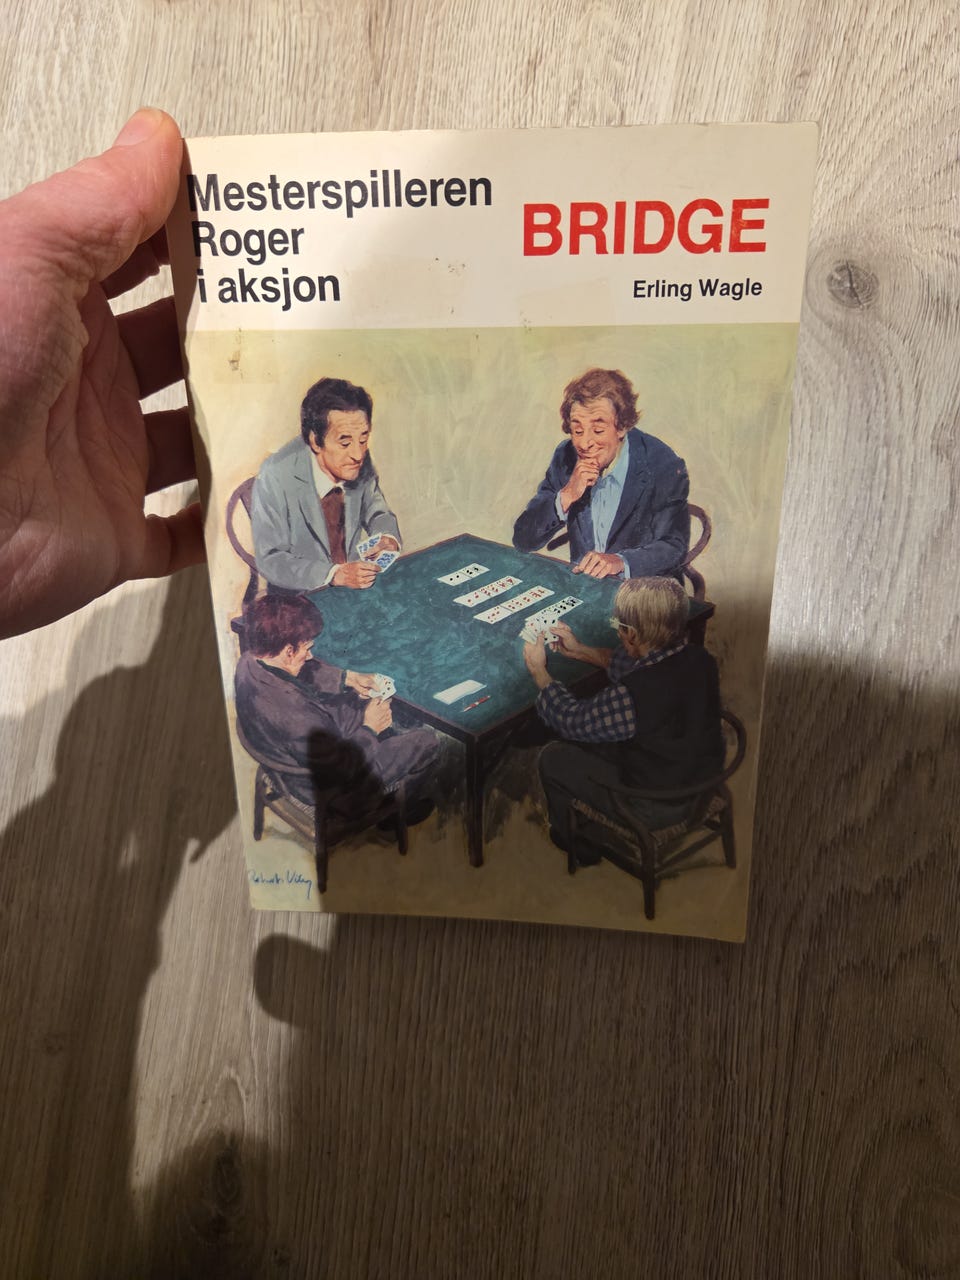 Mesterspilleren
Roger
i aksjon
BRIDGE
Erling Wagle